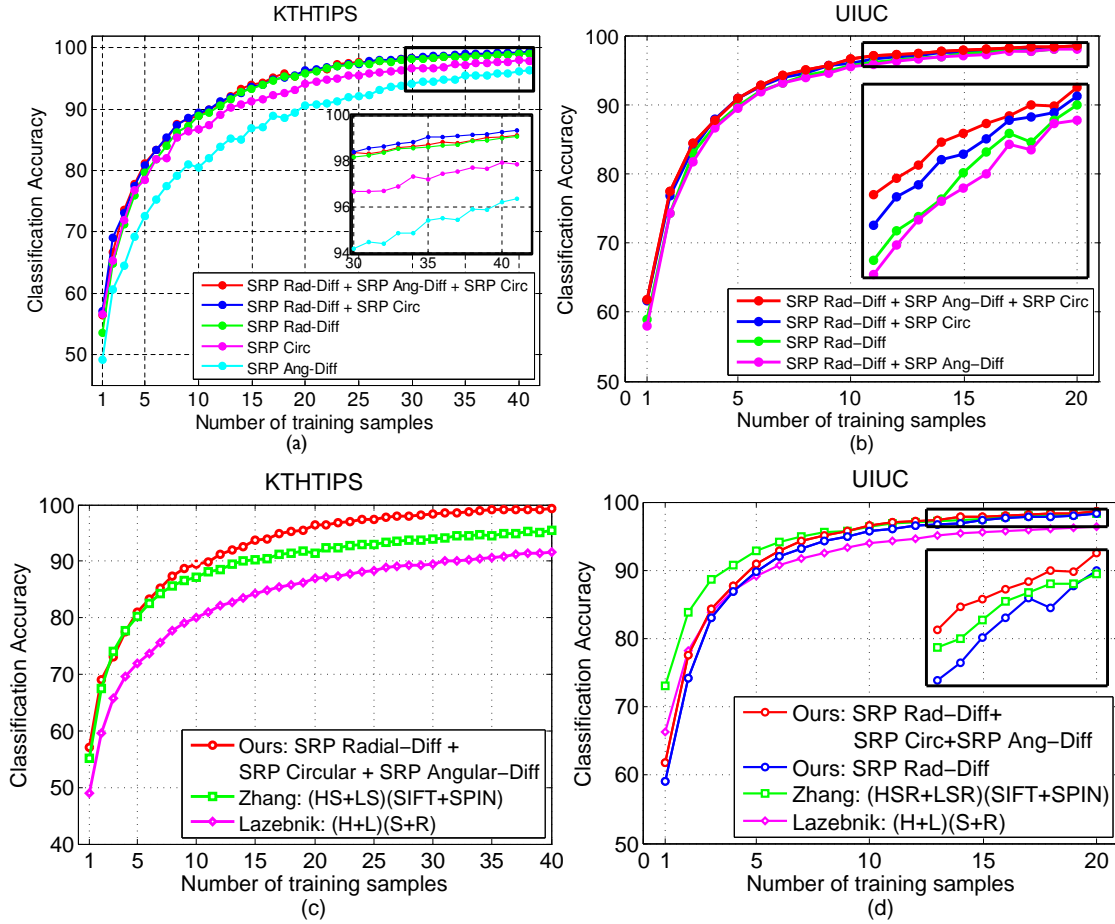 KTHTIPS
Classification Accuracy
100
90
80
70
60
50
100
98
96
94
30
35
40
SRP Rad-Diff + SRP Ang-Diff + SRP Circ
SRP Rad-Diff + SRP Circ
SRP Rad-Diff
SRP Circ
SRP Ang-Diff
1 5 10 15 20 25 30 35 40
Number of training samples
(a)
UIUC
Classification Accuracy
100
90
80
70
60
50
SRP Rad-Diff + SRP Ang-Diff + SRP Circ
SRP Rad-Diff + SRP Circ
SRP Rad-Diff
SRP Rad-Diff + SRP Ang-Diff
0 1 5 10 15 20
Number of training samples
(b)
KTHTIPS
Classification Accuracy
100
90
80
70
60
50
40
Ours: SRP Radial-Diff +
SRP Circular + SRP Angular-Diff
Zhang: (HS+LS)(SIFT+SPIN)
Lazebnik: (H+L)(S+R)
1 5 10 15 20 25 30 35 40
Number of training samples
(c)
UIUC
Classification Accuracy
100
90
80
70
60
50
Ours: SRP Rad-Diff+
SRP Circ+SRP Ang-Diff
Ours: SRP Rad-Diff
Zhang: (HSR+LSR)(SIFT+SPIN)
Lazebnik: (H+L)(S+R)
0 1 5 10 15 20
Number of training samples
(d)